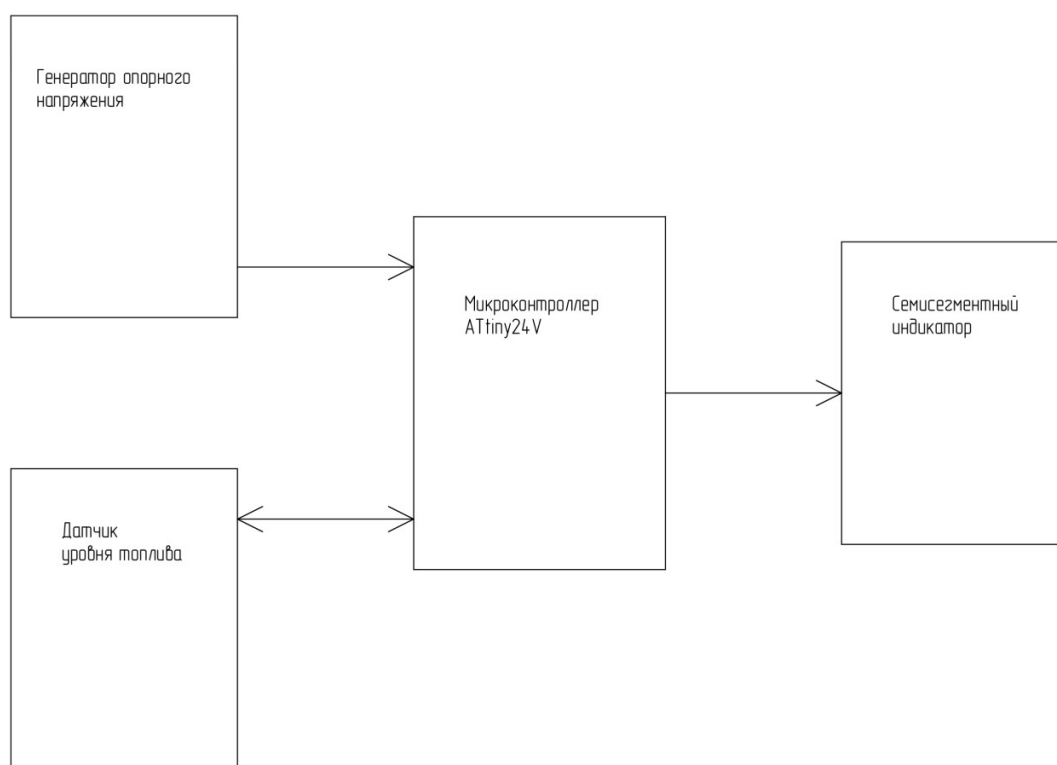 Генератор опорного
напряжения
Микроконтроллер
ATtiny24V
Семисегментный
индикатор
Датчик
уровня топлива